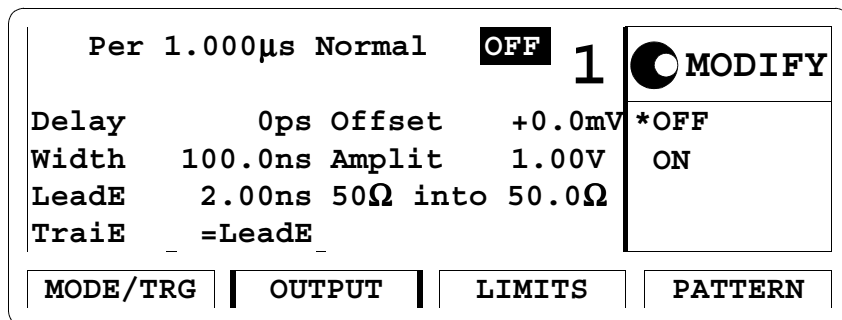 Per 1.000µs Normal OFF 1 MODIFY
Delay 0ps Offset +0.0mV *OFF
Width 100.0ns Amplit 1.00V ON
LeadE 2.00ns 50Ω into 50.0Ω
TraiE =LeadE
MODE/TRG OUTPUT LIMITS PATTERN